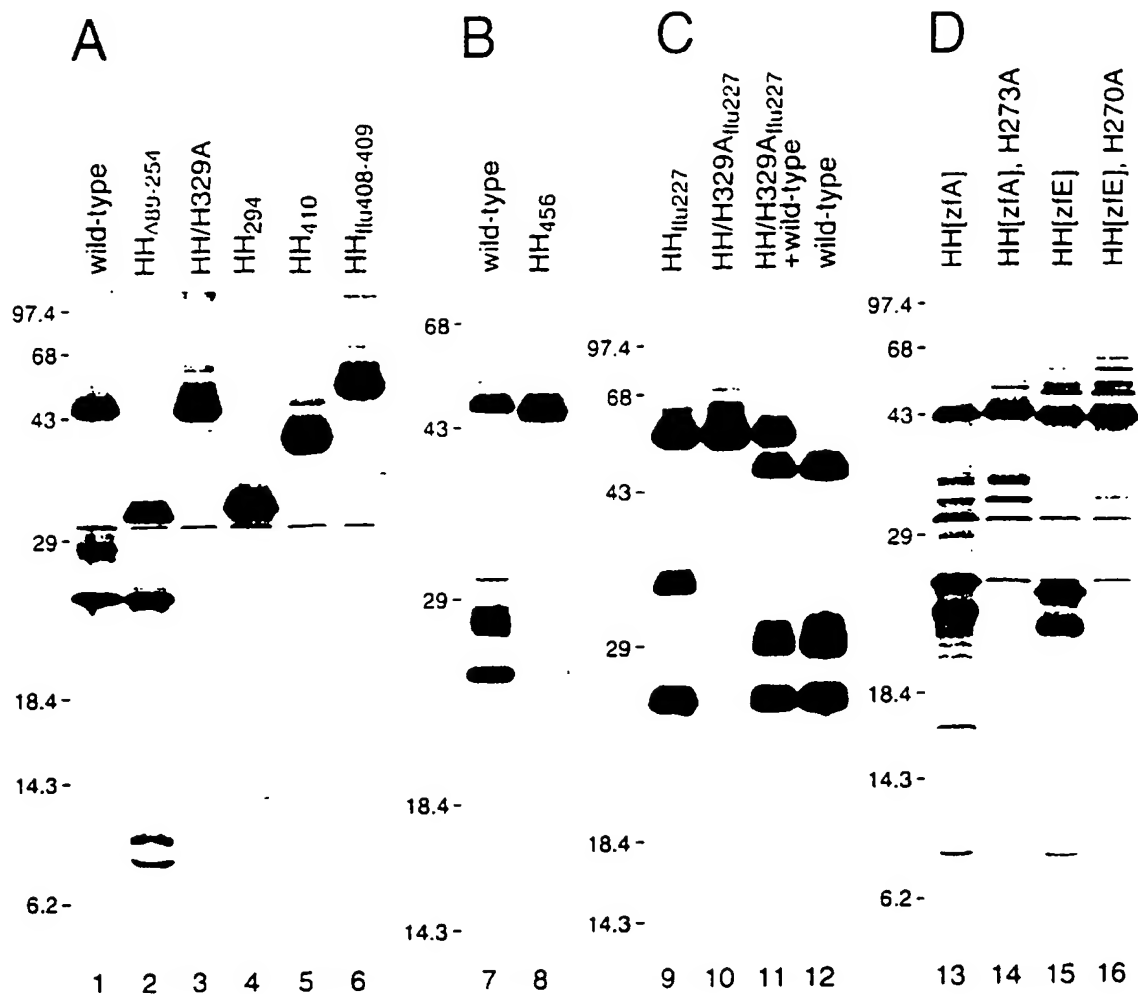 A
wild-type
HHΔ89-254
HH/H329A
HH294
HH410
HHflu408-409
97.4 -
68 -
43 -
29 -
18.4 -
14.3 -
6.2 -
1 2 3 4 5 6
B
wild-type
HH456
68 -
43 -
29 -
18.4 -
14.3 -
7 8
C
HHflu227
HH/H329Aflu227
HH/H329Aflu227
+wild-type
wild-type
97.4 -
68 -
43 -
29 -
18.4 -
14.3 -
9 10 11 12
D
HH[zfA]
HH[zfA], H273A
HH[zfE]
HH[zfE], H270A
97.4 -
68 -
43 -
29 -
18.4 -
14.3 -
6.2 -
13 14 15 16